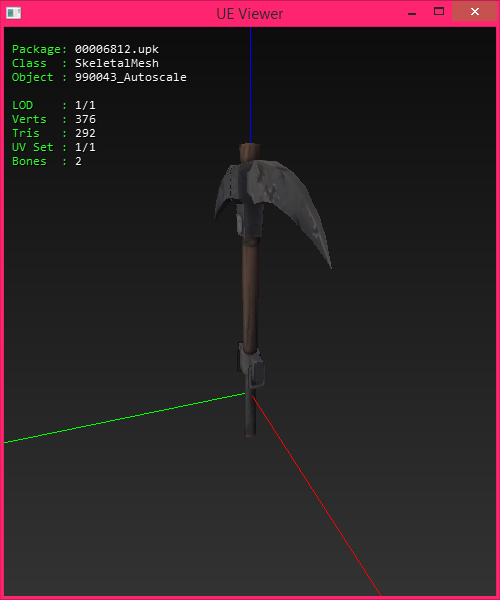 UE Viewer
Package: 00006812.upk
Class  : SkeletalMesh
Object : 990043_Autoscale
LOD    : 1/1
Verts  : 376
Tris   : 292
UV Set : 1/1
Bones  : 2